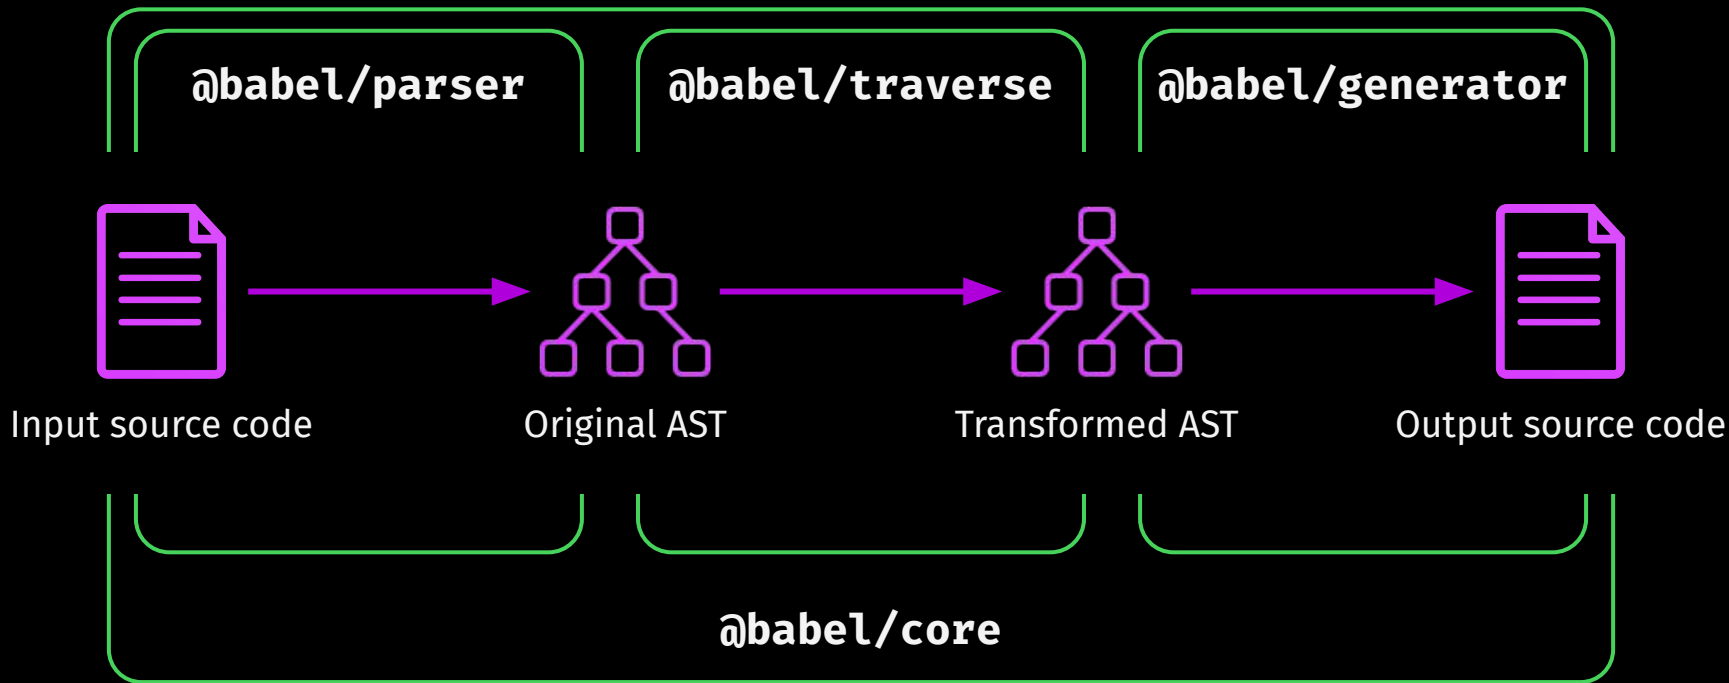 @babel/parser
@babel/traverse
@babel/generator
Input source code
Original AST
Transformed AST
Output source code
@babel/core